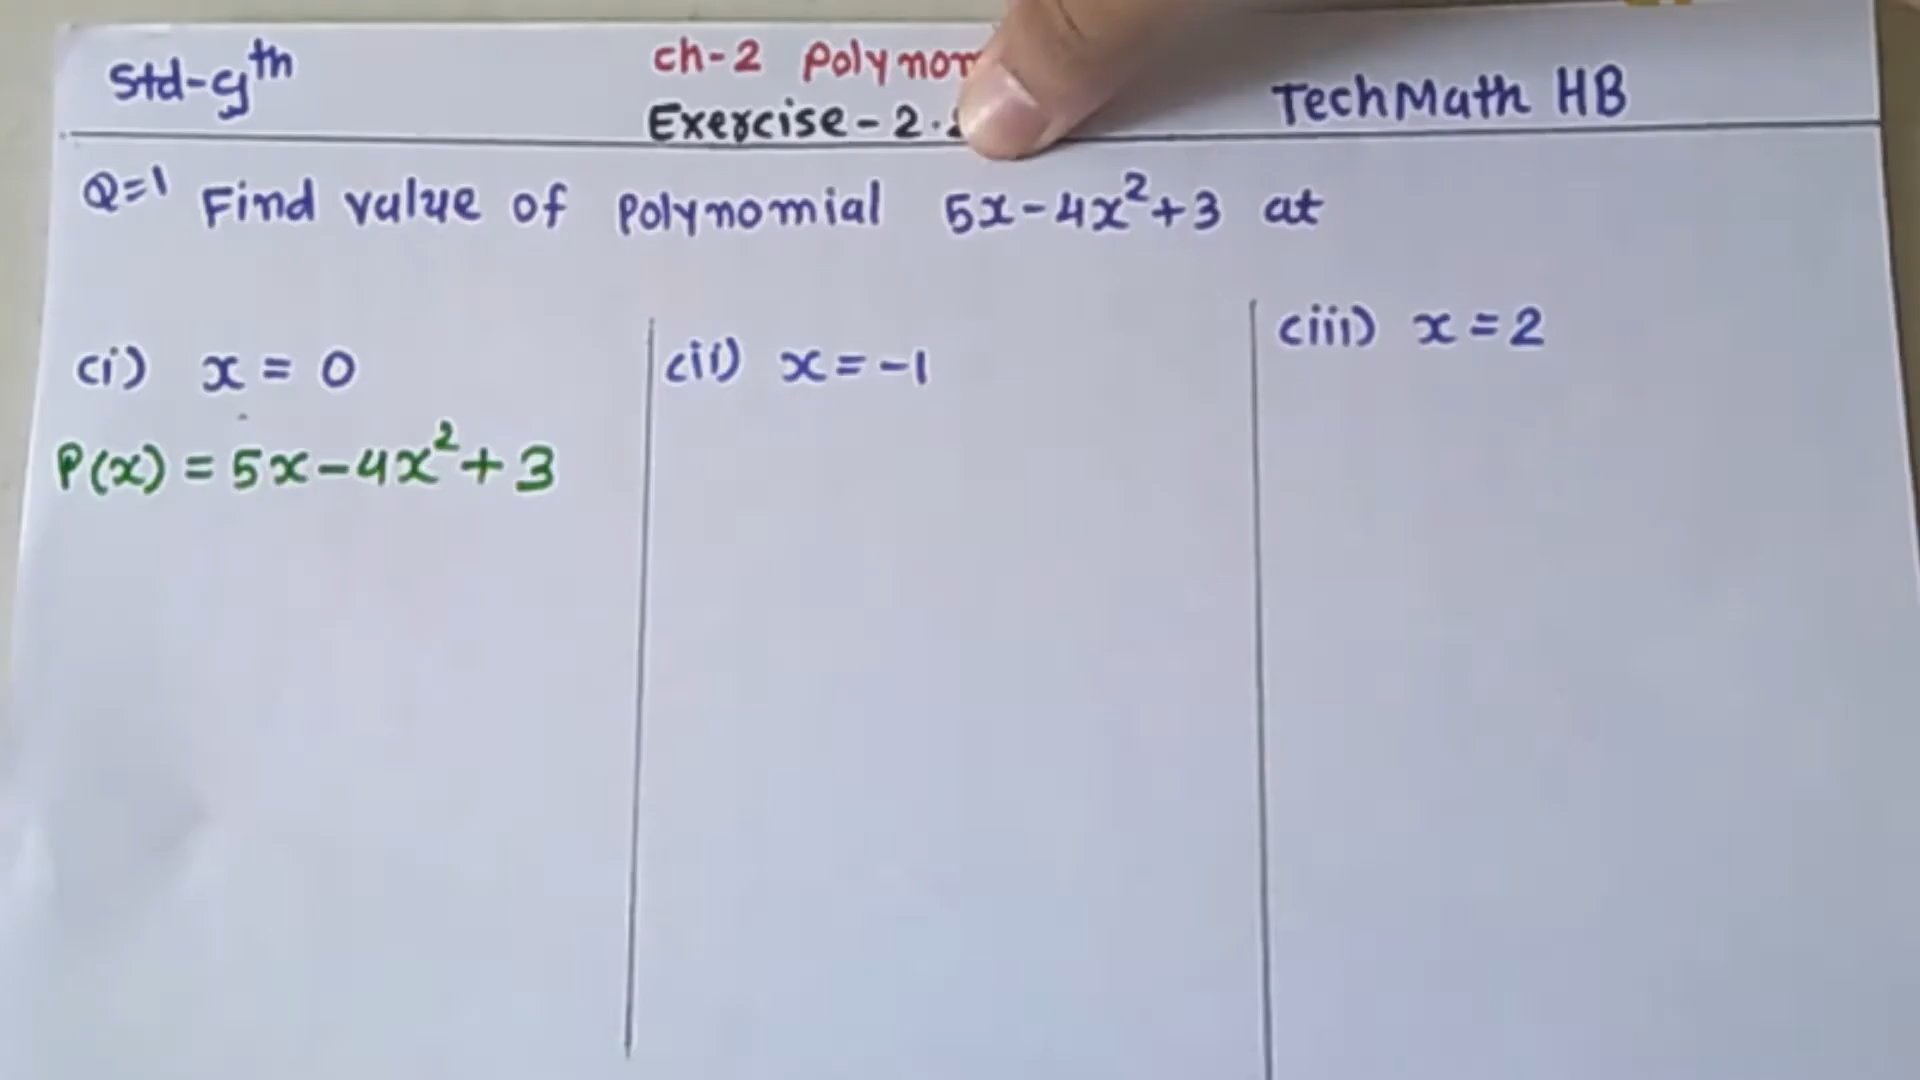 Std-9th
ch-2
Exercise-2.
TechMath HB
Q=1 Find value of Polynomial 5x-4x²+3 at
(i) x = 0
P(x) = 5x-4x²+3
(ii) x = -1
(iii) x = 2